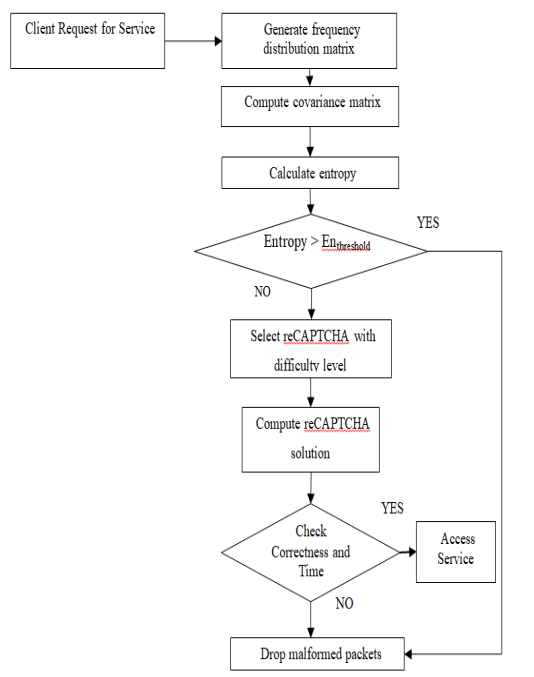 Client Request for Service
Generate frequency
distribution matrix
Compute covariance matrix
Calculate entropy
YES
Entropy > Enthreshold
NO
Select reCAPTCHA with
difficulty level
Compute reCAPTCHA
solution
YES
Check
Correctness and
Time
Access
Service
NO
Drop malformed packets